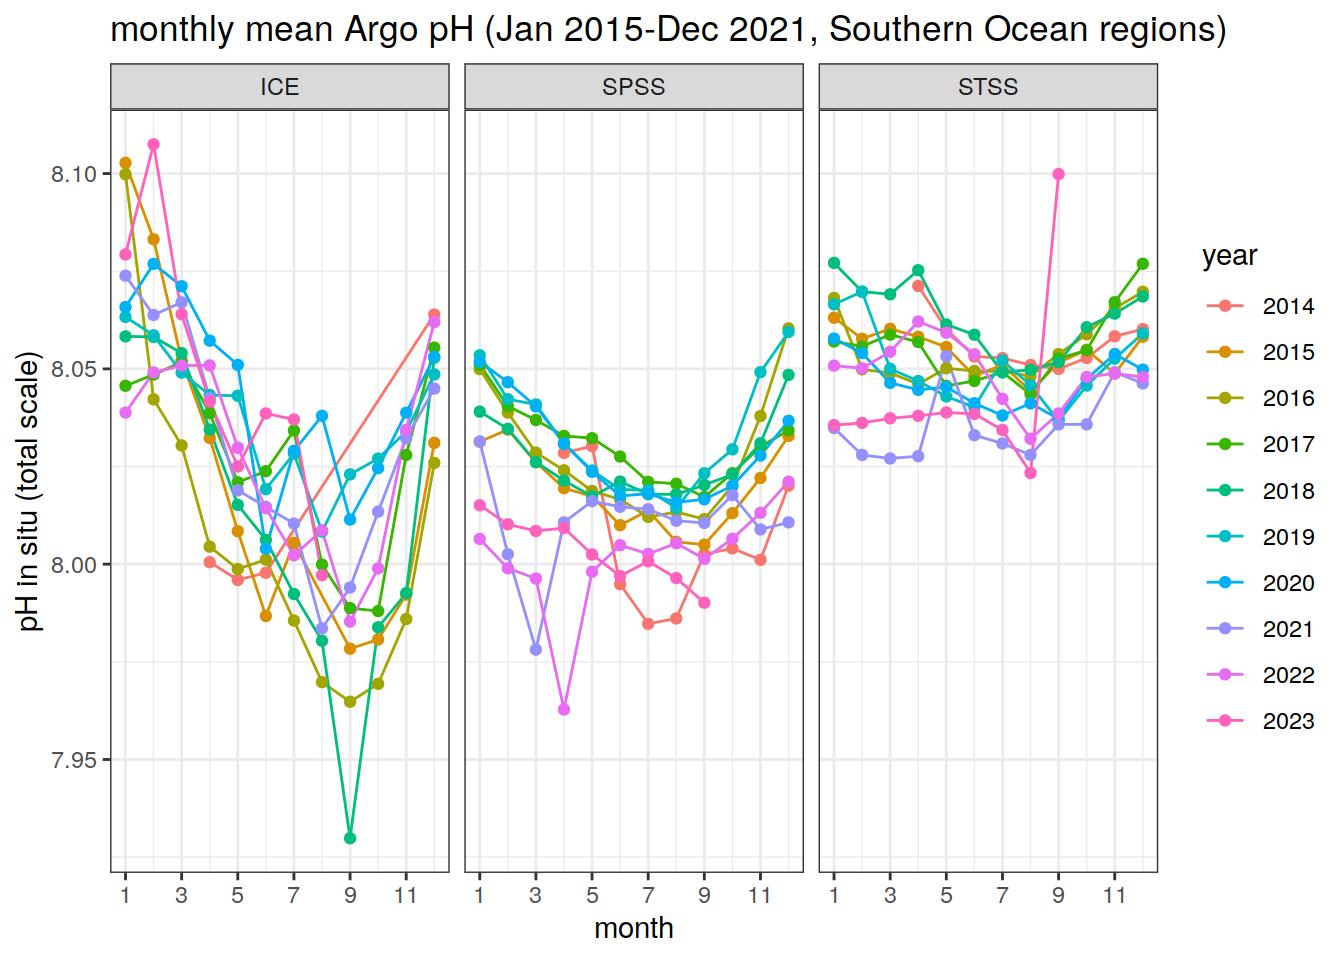 monthly mean Argo pH (Jan 2015-Dec 2021, Southern Ocean regions)
ICE
SPSS
STSS
8.10
8.05
8.00
7.95
pH in situ (total scale)
1 3 5 7 9 11
1 3 5 7 9 11
1 3 5 7 9 11
month
year
2014
2015
2016
2017
2018
2019
2020
2021
2022
2023